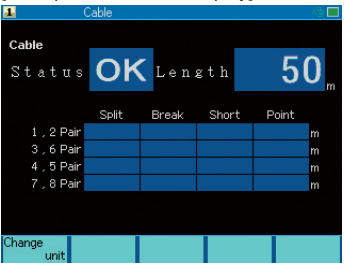 1 Cable
Cable
Status OK Length 50 m
Split Break Short Point
1 , 2 Pair m
3 , 6 Pair m
4 , 5 Pair m
7 , 8 Pair m
Change
unit